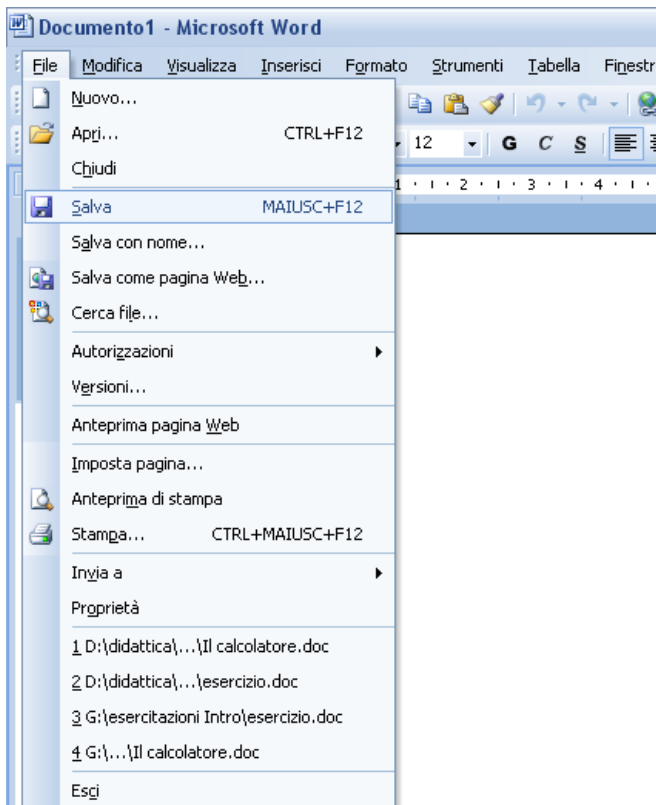 Documento1 - Microsoft Word
File Modifica Visualizza Inserisci Formato Strumenti Tabella Finestr
Nuovo...
Apri... CTRL+F12
12 G C S
Chiudi
1 2 3 4
Salva MAIUSC+F12
Salva con nome...
Salva come pagina Web...
Cerca file...
Autorizzazioni
Versioni...
Anteprima pagina Web
Imposta pagina...
Anteprima di stampa
Stampa... CTRL+MAIUSC+F12
Invia a
Proprietà
1 D:\didattica\...\Il calcolatore.doc
2 D:\didattica\...\esercizio.doc
3 G:\esercitazioni Intro\esercizio.doc
4 G:\...\Il calcolatore.doc
Esci